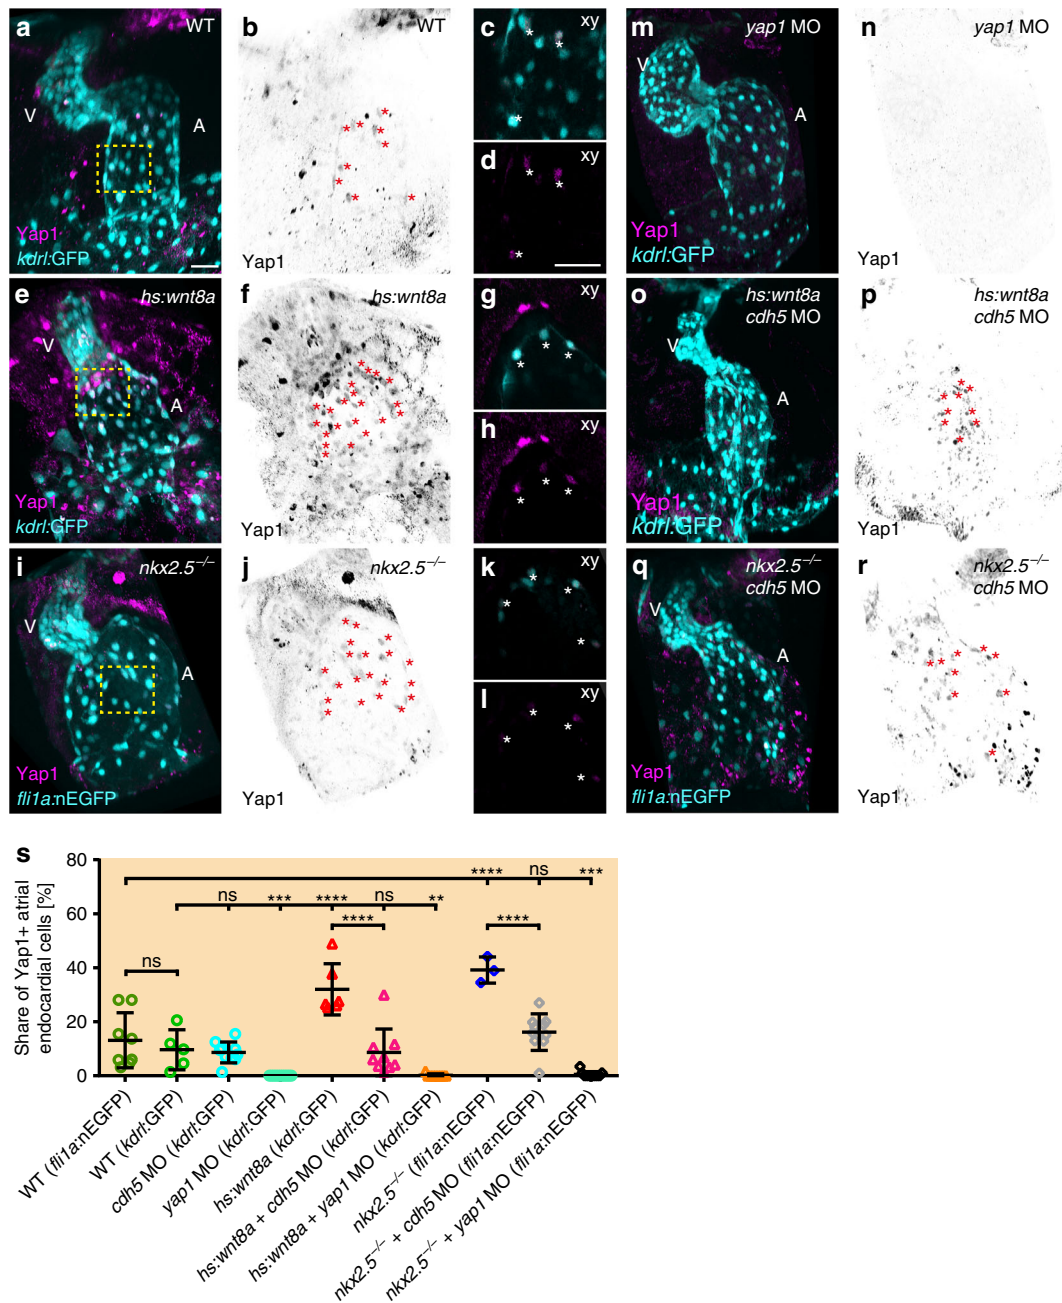 a WT
V
A
Yap1
kdrl:GFP
b WT
* * * * * * * * *
Yap1
c xy
* * *
d xy
* * *
m yap1 MO
V
A
Yap1
kdrl:GFP
n
Yap1
e hs:wnt8a
V
A
Yap1
kdrl:GFP
f hs:wnt8a
Yap1
g xy
* * *
h xy
* * *
o hs:wnt8a
cdh5 MO
V
A
Yap1
kdrl:GFP
p hs:wnt8a
cdh5 MO
Yap1
i nkx2.5−/−
V
A
Yap1
fli1a:nEGFP
j nkx2.5−/−
Yap1
k xy
* * * *
l xy
* * * *
q nkx2.5−/−
cdh5 MO
V
A
Yap1
fli1a:nEGFP
r nkx2.5−/−
cdh5 MO
Yap1
s
Share of Yap1+ atrial
endocardial cells [%]
80
60
40
20
0
**** ns ***
ns *** **** ns **
**** ****
ns
WT (fli1a:nEGFP)
WT (kdrl:GFP)
cdh5 MO (kdrl:GFP)
yap1 MO (kdrl:GFP)
hs:wnt8a (kdrl:GFP)
hs:wnt8a + cdh5 MO (kdrl:GFP)
hs:wnt8a + yap1 MO (kdrl:GFP)
nkx2.5−/− (fli1a:nEGFP)
nkx2.5−/− + cdh5 MO (fli1a:nEGFP)
nkx2.5−/− + yap1 MO (fli1a:nEGFP)